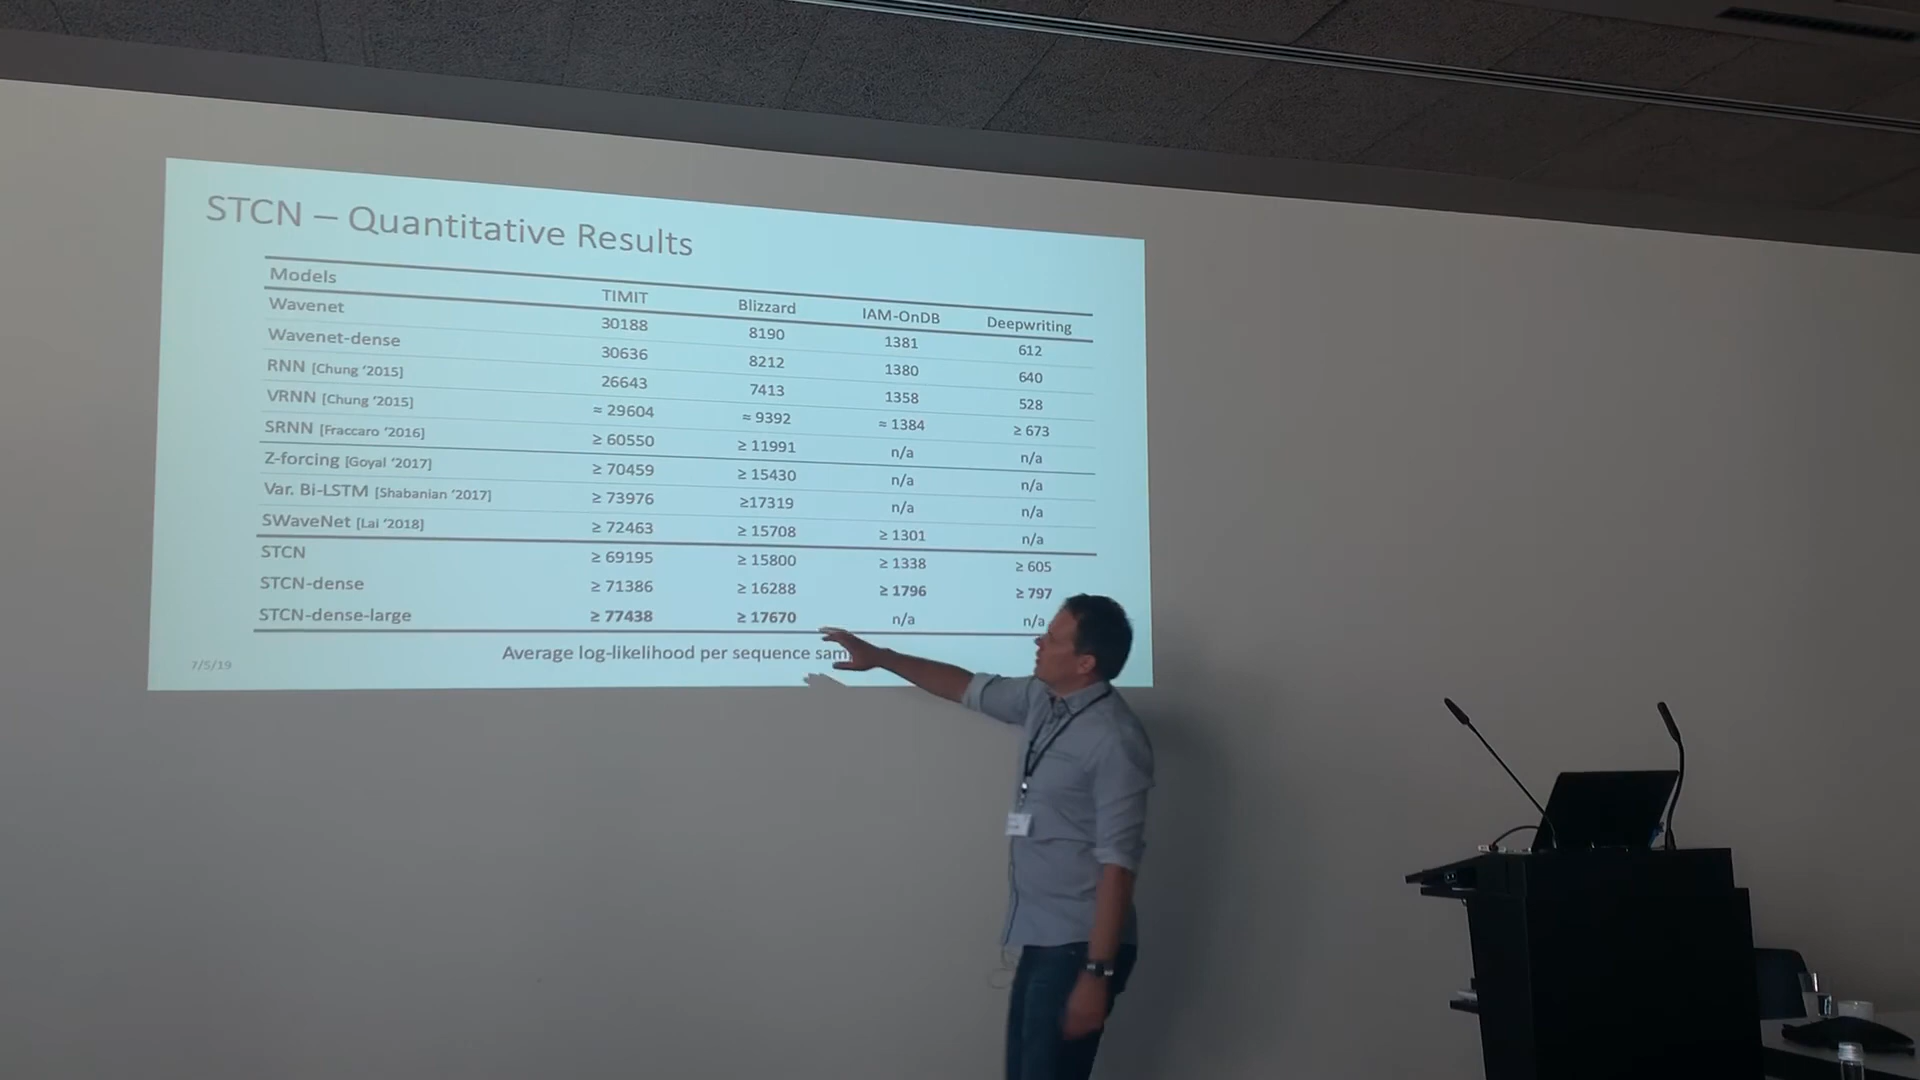 STCN – Quantitative Results
Models TIMIT Blizzard IAM-OnDB Deepwriting
Wavenet 30188 8190 1381 612
Wavenet-dense 30636 8212 1380 640
RNN [Chung ‘2015] 26643 7413 1358 528
VRNN [Chung ‘2015] ≈ 29604 ≈ 9392 ≈ 1384 ≥ 673
SRNN [Fraccaro ‘2016] ≥ 60550 ≥ 11991 n/a n/a
Z-forcing [Goyal ‘2017] ≥ 70459 ≥ 15430 n/a n/a
Var. Bi-LSTM [Shabanian ‘2017] ≥ 73976 ≥17319 n/a n/a
SWaveNet [Lai ‘2018] ≥ 72463 ≥ 15708 ≥ 1301 n/a
STCN ≥ 69195 ≥ 15800 ≥ 1338 ≥ 605
STCN-dense ≥ 71386 ≥ 16288 ≥ 1796 ≥ 797
STCN-dense-large ≥ 77438 ≥ 17670 n/a n/a
Average log-likelihood per sequence
7/5/19